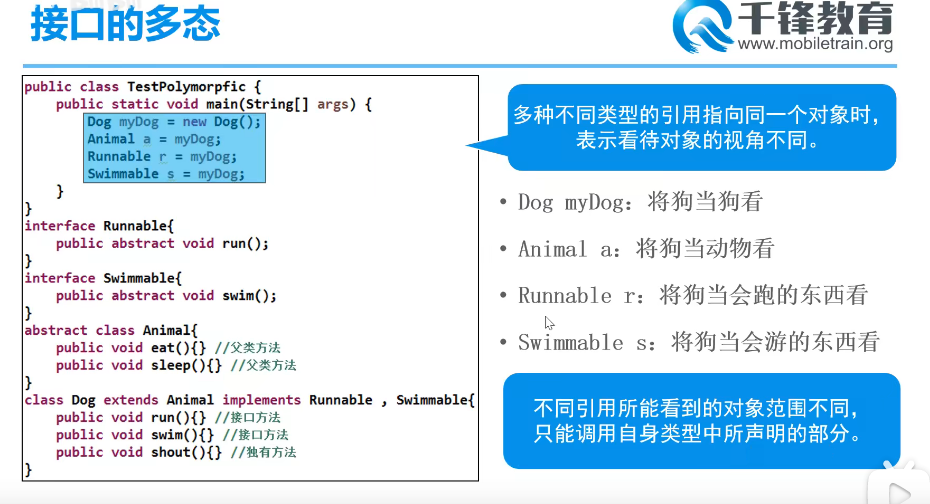 接口的多态
千锋教育
www.mobiletrain.org
public class TestPolymorpfic {
public static void main(String[] args) {
Dog myDog = new Dog();
Animal a = myDog;
Runnable r = myDog;
Swimmable s = myDog;
}
}
interface Runnable{
public abstract void run();
}
interface Swimmable{
public abstract void swim();
}
abstract class Animal{
public void eat(){} //父类方法
public void sleep(){} //父类方法
}
class Dog extends Animal implements Runnable , Swimmable{
public void run(){} //接口方法
public void swim(){} //接口方法
public void shout(){} //独有方法
}
多种不同类型的引用指向同一个对象时，
表示看待对象的视角不同。
• Dog myDog：将狗当狗看
• Animal a：将狗当动物看
• Runnable r：将狗当会跑的东西看
• Swimmable s：将狗当会游的东西看
不同引用所能看到的对象范围不同，
只能调用自身类型中所声明的部分。